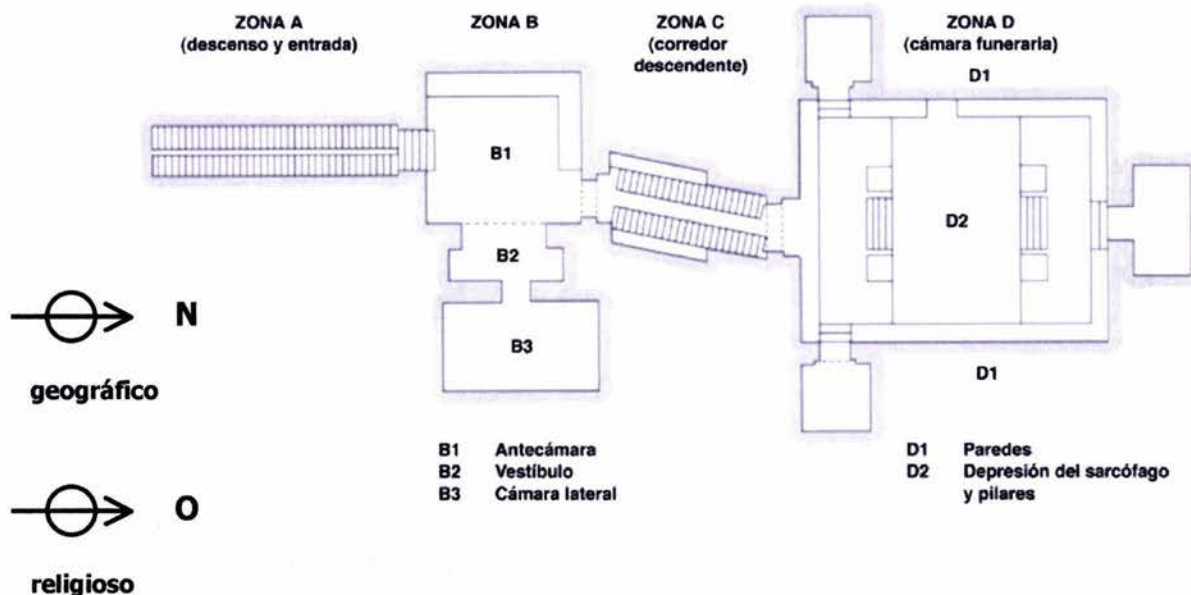 ZONA A
(descenso y entrada)
ZONA B
ZONA C
(corredor
descendente)
ZONA D
(cámara funeraria)
D1
B1
B2
B3
D2
D1
N
geográfico
O
religioso
B1 Antecámara
B2 Vestíbulo
B3 Cámara lateral
D1 Paredes
D2 Depresión del sarcófago
y pilares